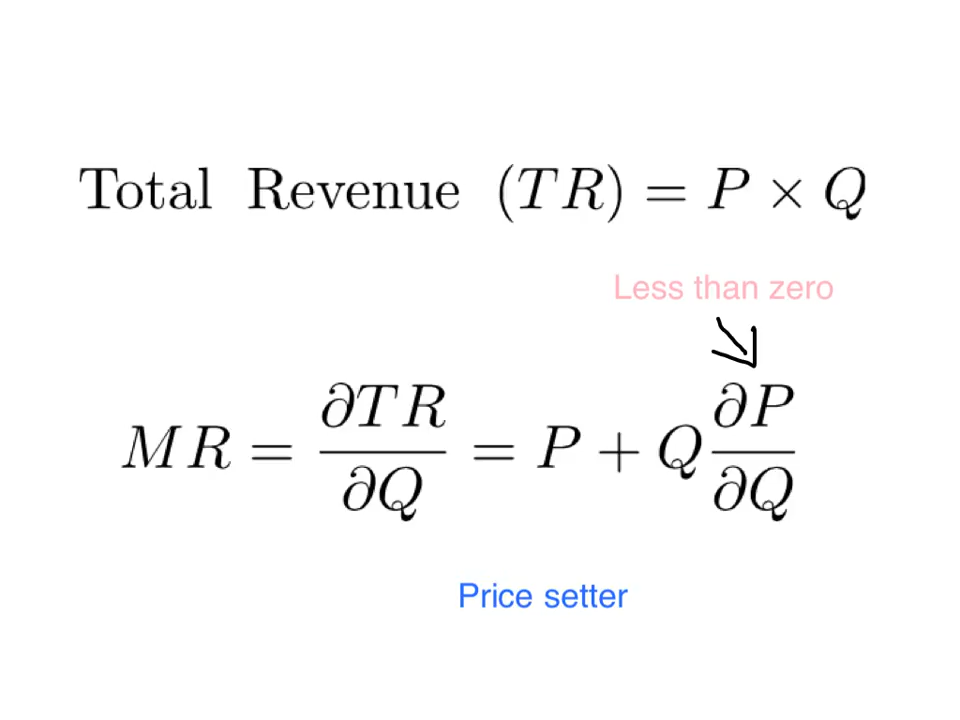 Total Revenue (TR) = P × Q
Less than zero
MR = ∂TR/∂Q = P + Q ∂P/∂Q
Price setter